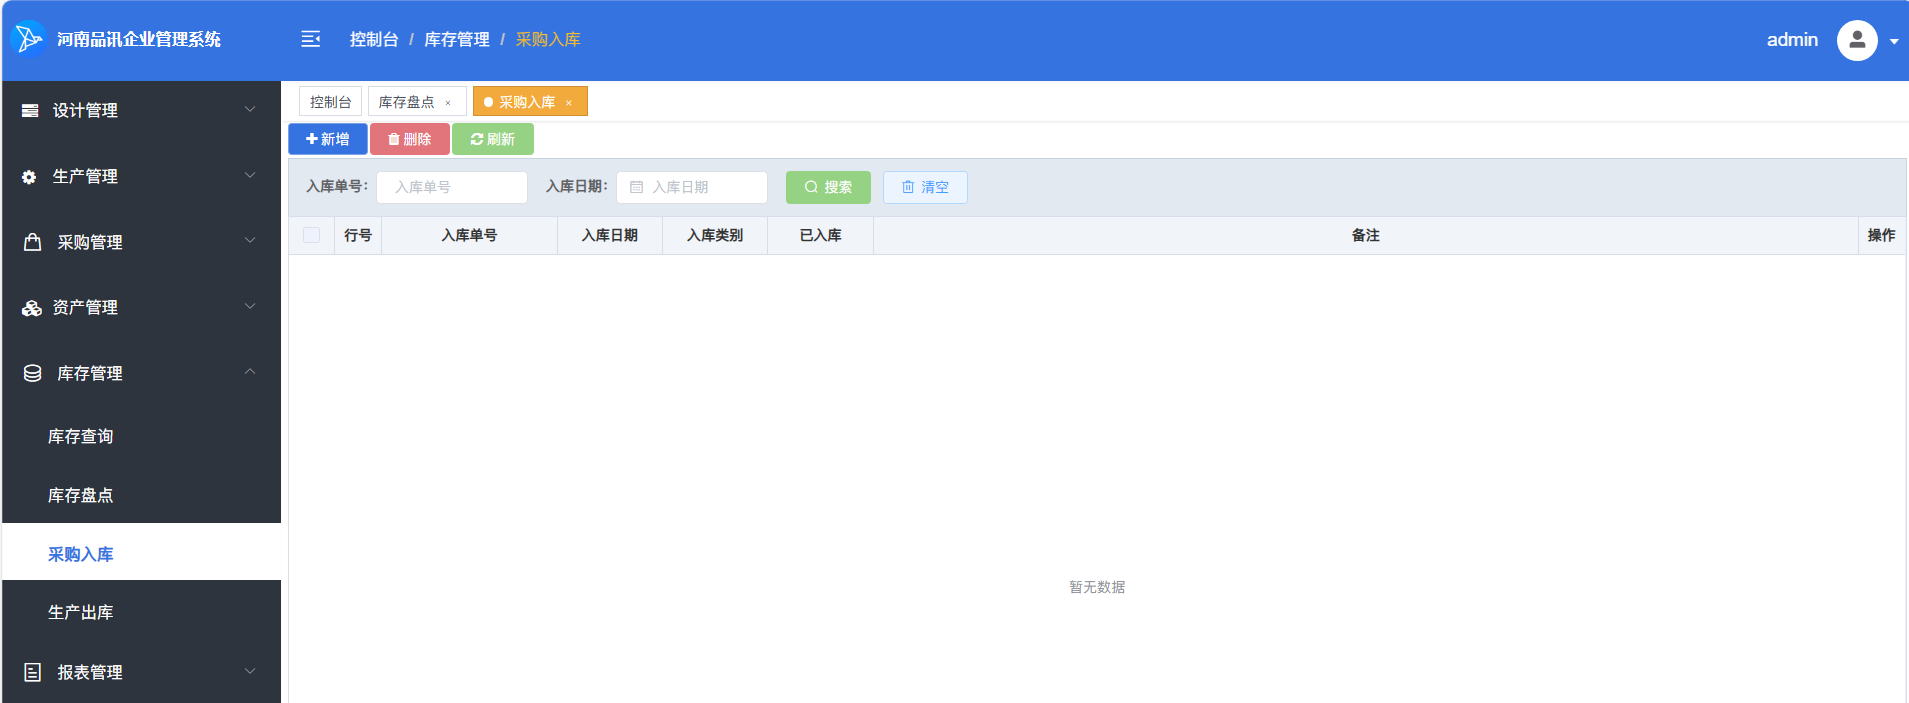 河南品讯企业管理系统
控制台 / 库存管理 / 采购入库
admin
设计管理
生产管理
采购管理
资产管理
库存管理
库存查询
库存盘点
采购入库
生产出库
报表管理
控制台 库存盘点 × 采购入库 ×
新增 删除 刷新
入库单号: 入库单号 入库日期: 入库日期 搜索 清空
行号 入库单号 入库日期 入库类别 已入库 备注 操作
暂无数据